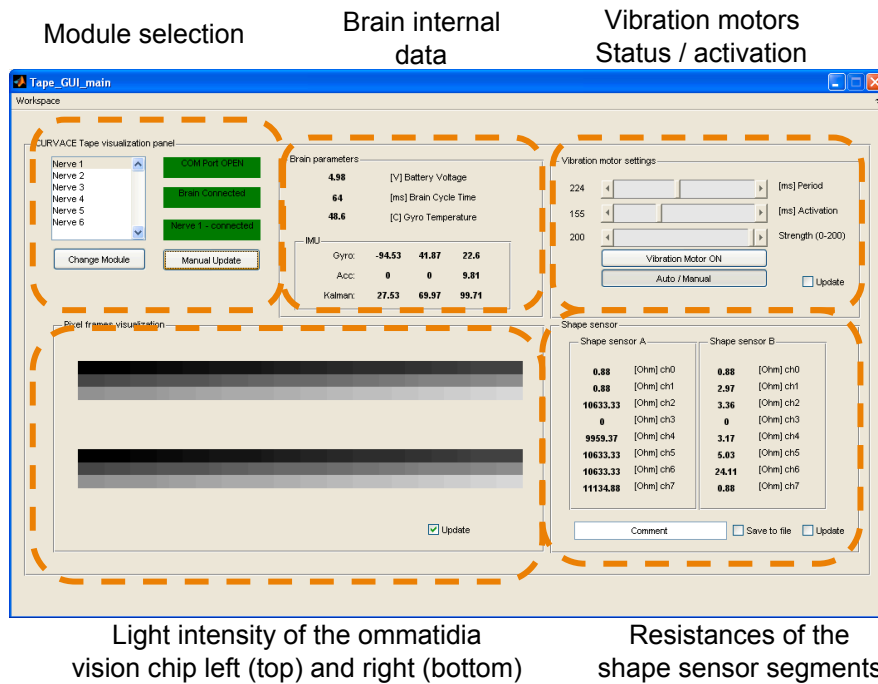 Module selection
Brain internal
data
Vibration motors
Status / activation
Tape_GUI_main
Workspace
CURVACE Tape visualization panel
Nerve 1
Nerve 2
Nerve 3
Nerve 4
Nerve 5
Nerve 6
COM Port OPEN
Brain Connected
Nerve 1 - connected
Change Module
Manual Update
Brain parameters
4.98 [V] Battery Voltage
64 [ms] Brain Cycle Time
48.6 [C] Gyro Temperature
IMU
Gyro: -94.53 41.87 22.6
Acc: 0 0 9.81
Kalman: 27.53 69.97 99.71
Vibration motor settings
224 [ms] Period
155 [ms] Activation
200 Strength (0-200)
Vibration Motor ON
Auto / Manual
Update
Pixel frames visualization
Update
Shape sensor
Shape sensor A
0.88 [Ohm] ch0
0.88 [Ohm] ch1
10633.33 [Ohm] ch2
0 [Ohm] ch3
9959.37 [Ohm] ch4
10633.33 [Ohm] ch5
10633.33 [Ohm] ch6
11134.88 [Ohm] ch7
Shape sensor B
0.88 [Ohm] ch0
2.97 [Ohm] ch1
3.36 [Ohm] ch2
0 [Ohm] ch3
3.17 [Ohm] ch4
5.03 [Ohm] ch5
24.11 [Ohm] ch6
0.88 [Ohm] ch7
Comment
Save to file
Update
Light intensity of the ommatidia
vision chip left (top) and right (bottom)
Resistances of the
shape sensor segments